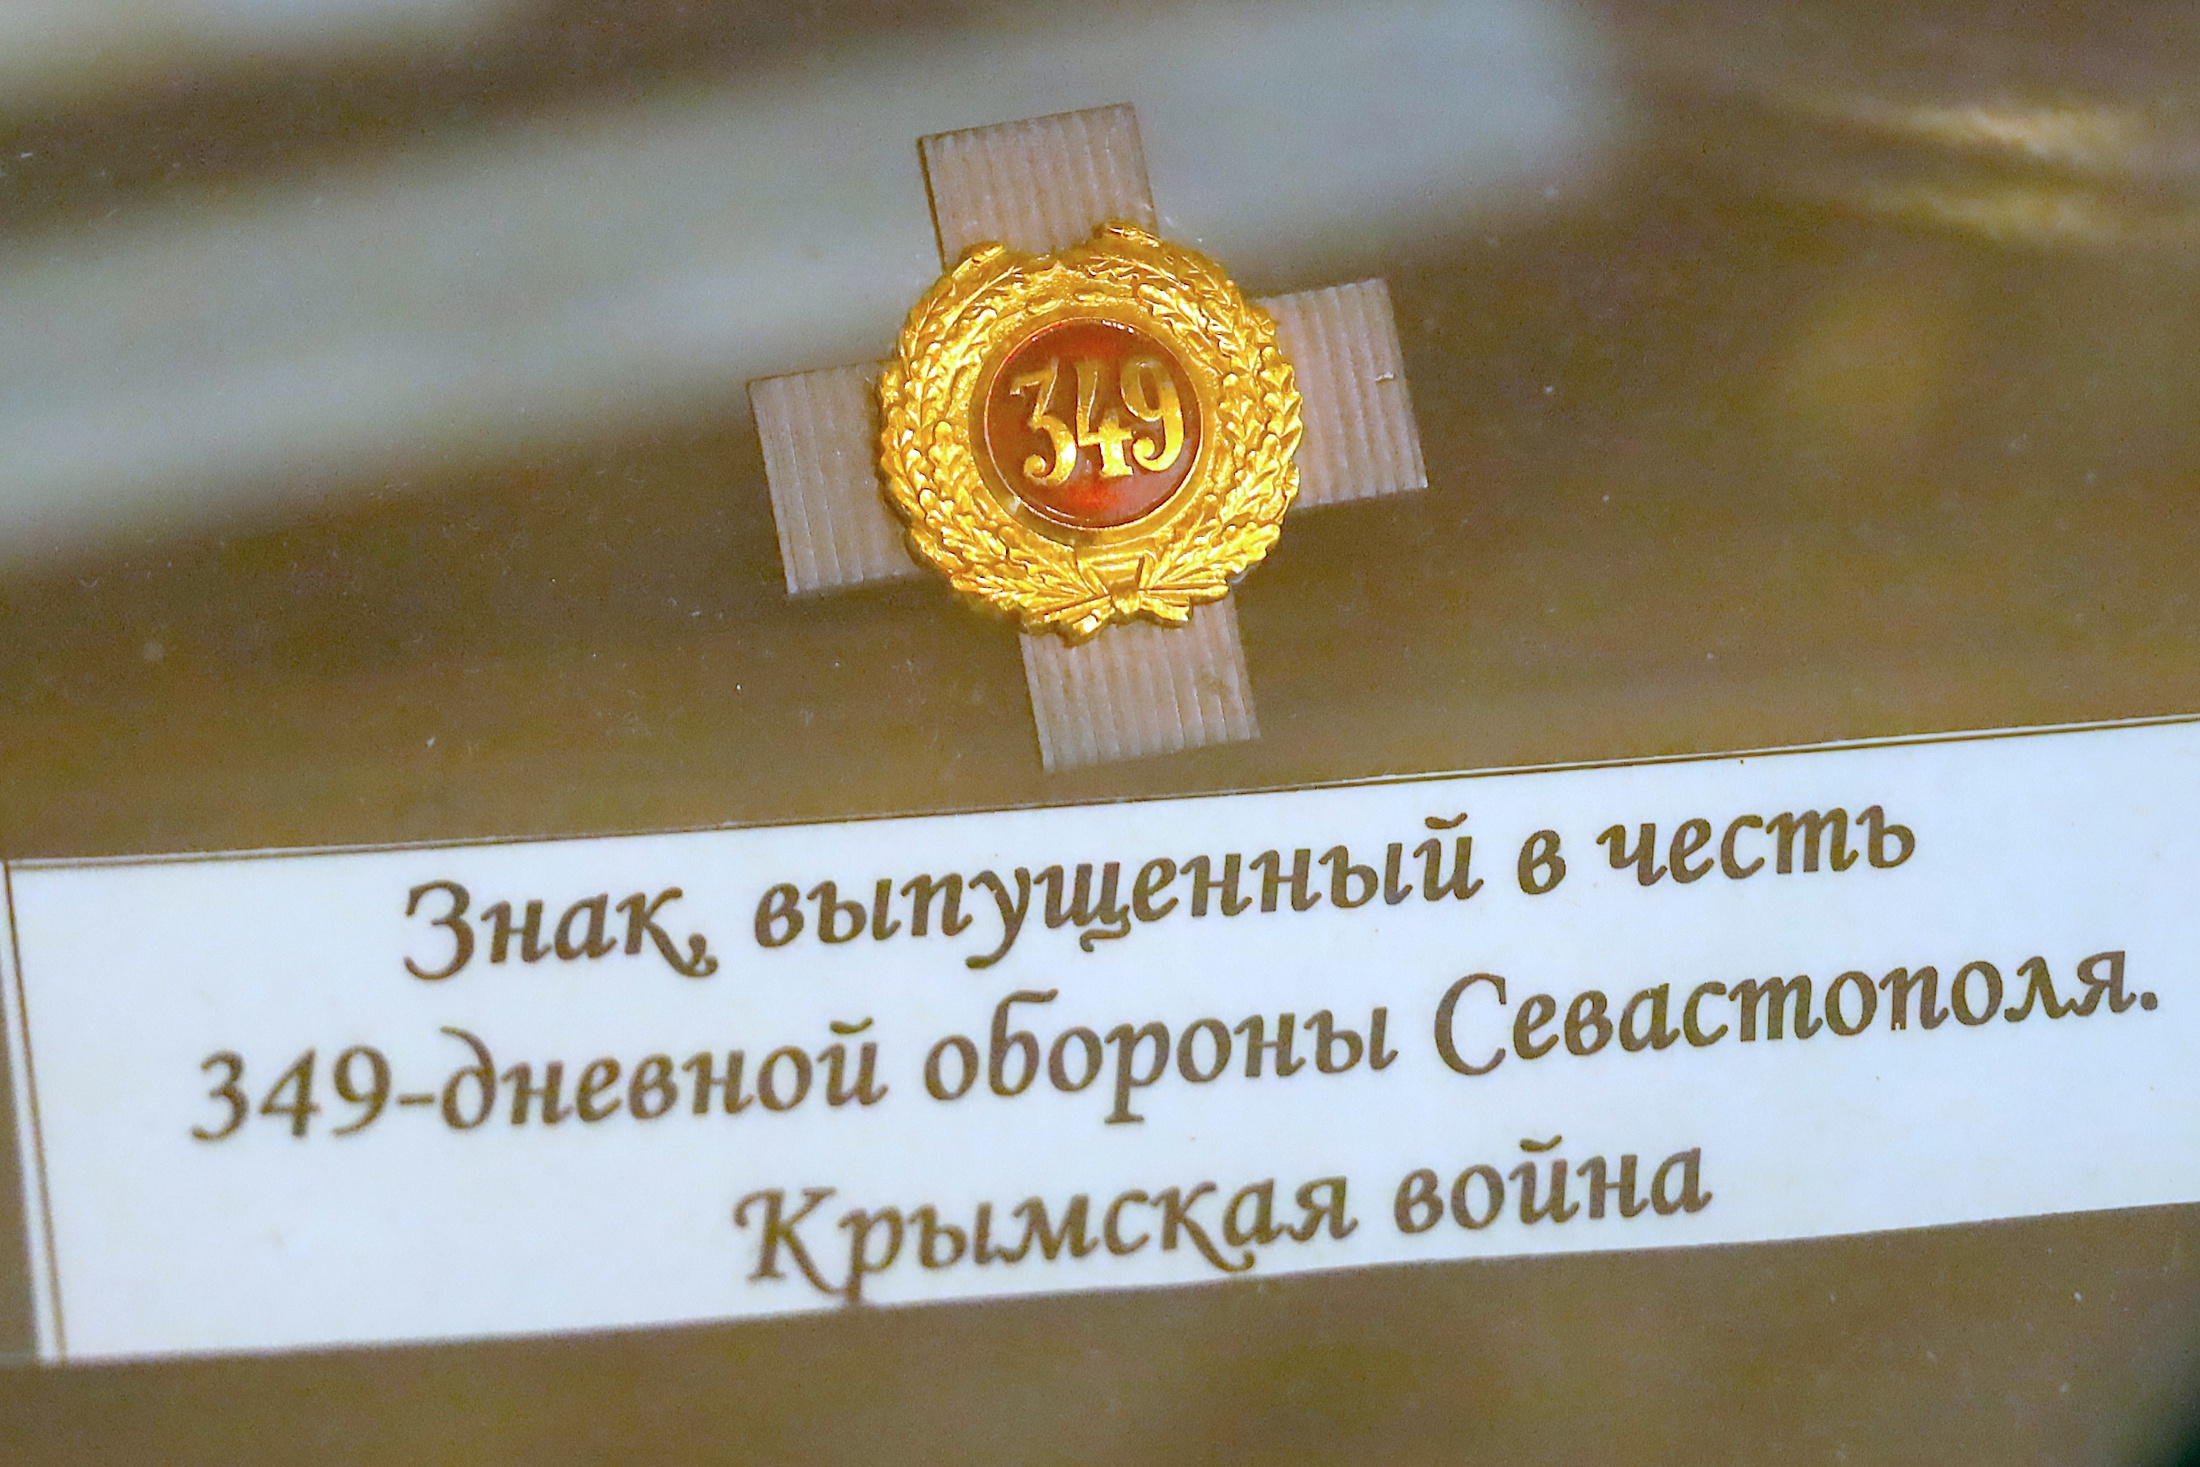 349
Знак, выпущенный в честь
349-дневной обороны Севастополя.
Крымская война